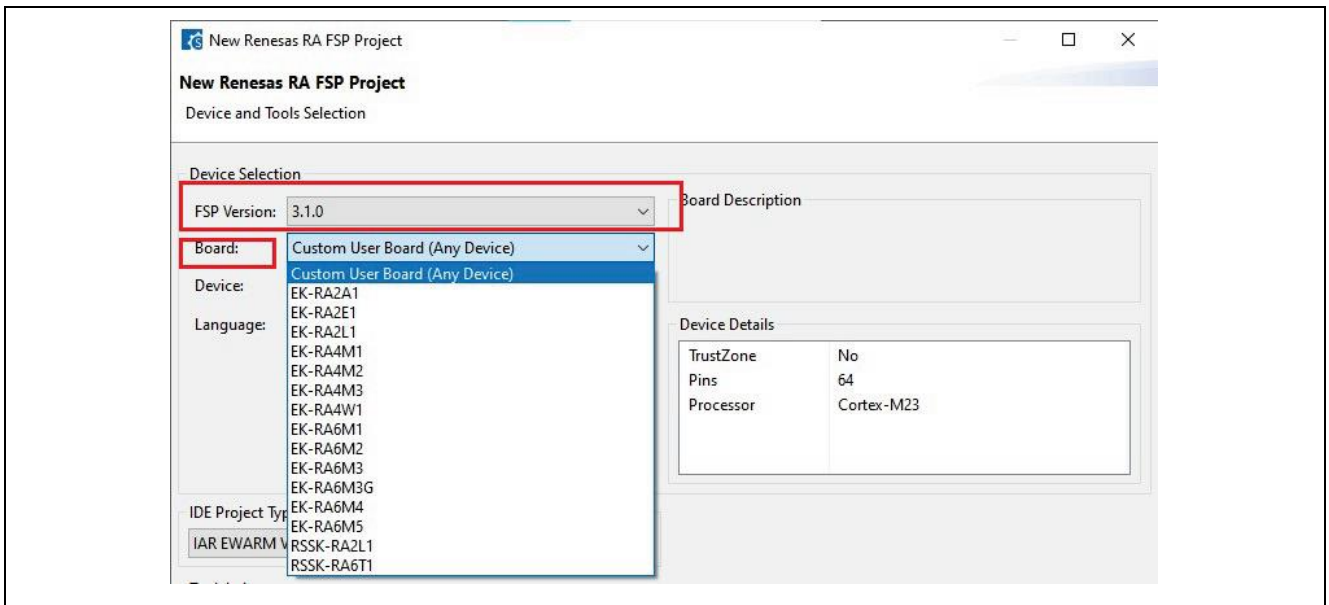 New Renesas RA FSP Project
New Renesas RA FSP Project
Device and Tools Selection
Device Selection
FSP Version: 3.1.0
Board Description
Board: Custom User Board (Any Device)
Custom User Board (Any Device)
Device:
EK-RA2A1
EK-RA2E1
Language:
EK-RA2L1
EK-RA4M1
EK-RA4M2
EK-RA4M3
EK-RA4W1
EK-RA6M1
EK-RA6M2
EK-RA6M3
EK-RA6M3G
EK-RA6M4
EK-RA6M5
RSSK-RA2L1
RSSK-RA6T1
Device Details
TrustZone No
Pins 64
Processor Cortex-M23
IDE Project Typ
IAR EWARM V